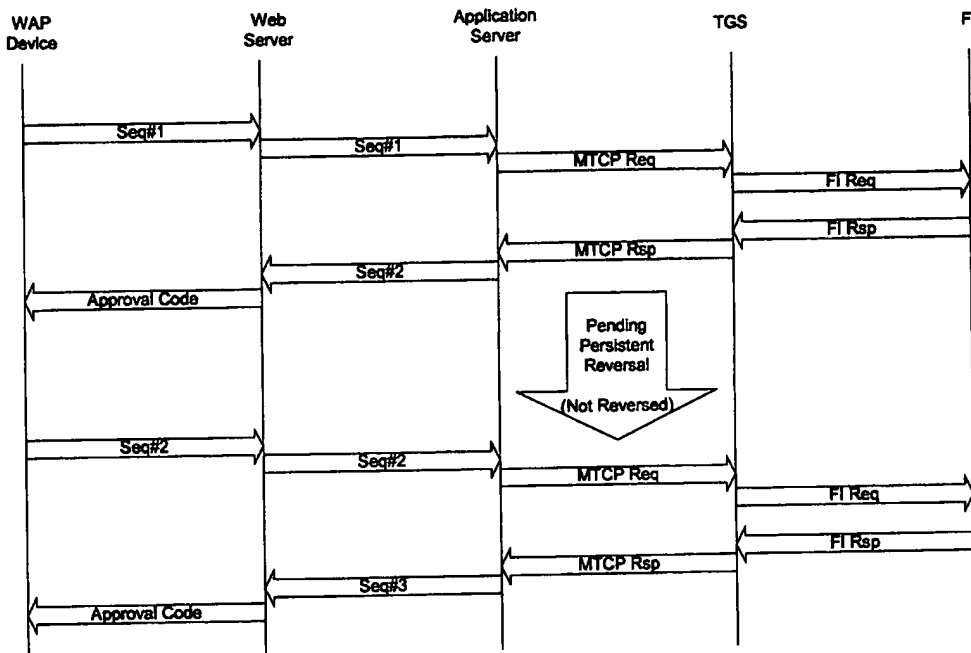 WAP
Device
Web
Server
Application
Server
TGS
F
Seq#1
Seq#1
MTCP Req
FI Req
FI Rsp
MTCP Rsp
Seq#2
Approval Code
Pending
Persistent
Reversal
(Not Reversed)
Seq#2
Seq#2
MTCP Req
FI Req
FI Rsp
MTCP Rsp
Seq#3
Approval Code